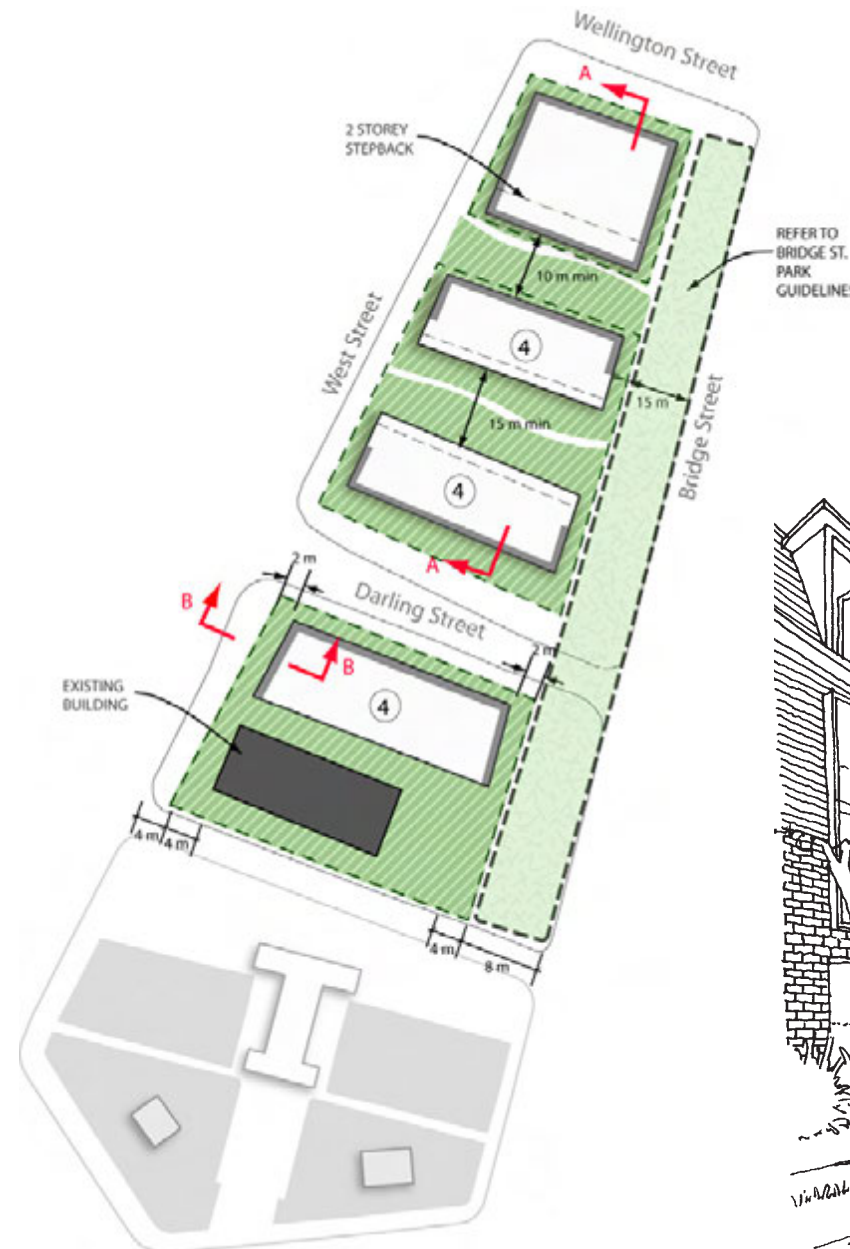 Wellington Street
A
2 STOREY
STEPBACK
REFER TO
BRIDGE ST.
PARK
10 m min
West Street
4
15 m
15 m min
Bridge Street
4
A
2 m
B
Darling Street
2 m
B
EXISTING
BUILDING
4
4 m
4 m
4 m
8 m